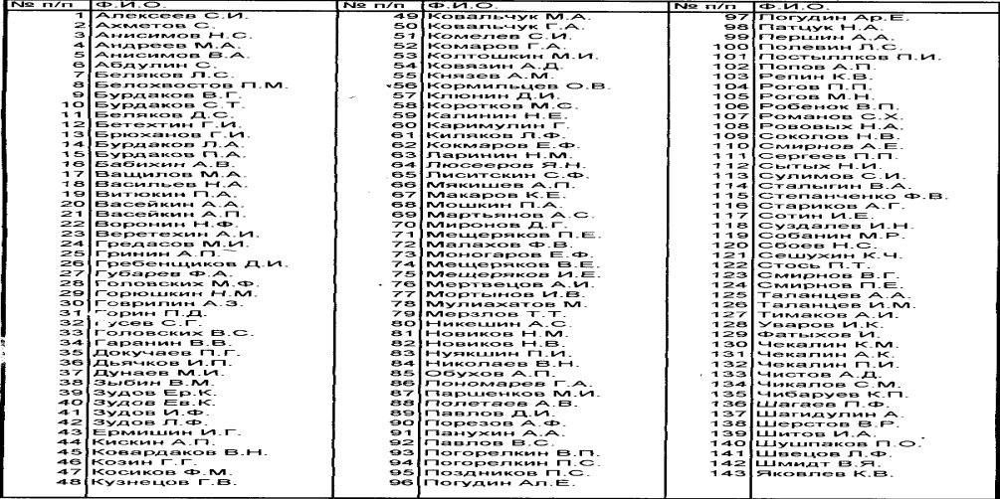 № п/п Ф.И.О.
1 Алексеев С.И.
2 Ахметов С.
3 Анисимов Н.С.
4 Андреев М.А.
5 Анисимов В.А.
6 Абдулин С.
7 Беляков Л.С.
8 Белохвостов П.М.
9 Бурдаков В.Г.
10 Бурдаков С.Т.
11 Беляков Д.С.
12 Бетехтин Г.И.
13 Брюханов Г.И.
14 Бурдаков Л.А.
15 Бурдаков П.А.
16 Бабихин А.В.
17 Ващилов М.А.
18 Васильев Н.А.
19 Витюкин П.А.
20 Васейкин А.А.
21 Васейкин А.П.
22 Воронин Н.Ф.
23 Веретехин А.И.
24 Гредасов М.И.
25 Гринин А.П.
26 Гребенщиков Д.И.
27 Губарев Ф.А.
28 Головских М.Ф.
29 Горюшкин Н.М.
30 Говрилин А.З.
31 Горин П.Д.
32 Гусев С.Г.
33 Головских В.С.
34 Гаранин В.В.
35 Докучаев П.Г.
36 Дьячков И.П.
37 Дунаев М.И.
38 Зыбин В.М.
39 Зудов Ер.К.
40 Зудов Ев.К.
41 Зудов И.Ф.
42 Зудов Л.Ф.
43 Ермишин И.Г.
44 Кискин А.П.
45 Ковардаков В.Н.
46 Козин Г.Г.
47 Косиков Ф.М.
48 Кузнецов Г.В.
№ п/п Ф.И.О.
49 Ковальчук М.А.
50 Ковальчук Г.А.
51 Комелев С.И.
52 Комаров Г.А.
53 Колтошкин М.И.
54 Ковязин А.Д.
55 Князев А.М.
56 Кормильцев О.В.
57 Клюнин Д.И.
58 Коротков М.С.
59 Калинин Н.Е.
60 Каримулин Г.
61 Киляков Л.Ф.
62 Кокмаров Е.Ф.
63 Ларинин Н.М.
64 Люсееров Я.Н.
65 Лиситскин С.Ф.
66 Мякишев А.П.
67 Макаров К.Е.
68 Мошкин П.А.
69 Мартьянов А.С.
70 Миронов Д.Г.
71 Мещеряков П.Е.
72 Малахов Ф.В.
73 Моногаров Е.Ф.
74 Мещеряков В.Е.
75 Мещеряков И.Е.
76 Мертвецов А.И.
77 Мортынов И.В.
78 Мулиахатов М.
79 Мерзлов Т.Т.
80 Никешин А.С.
81 Новиков Н.М.
82 Новиков Н.В.
83 Нуякшин П.И.
84 Николаев В.Н.
85 Обухов А.П.
86 Пономарев Г.А.
87 Паршенков М.И.
88 Полетаев А.В.
89 Павлов Д.И.
90 Порезов А.Ф.
91 Панухин А.А.
92 Павлов В.С.
93 Погорелкин В.П.
94 Погорелкин П.С.
95 Поздников П.С.
96 Погудин Ал.Е.
№ п/п Ф.И.О.
97 Погудин Ар.Е.
98 Патцук Н.А.
99 Першин А.А.
100 Полевин Л.С.
101 Постыллков П.И.
102 Попов А.П.
103 Репин К.В.
104 Рогов П.П.
105 Рогов М.Н.
106 Робенок В.П.
107 Романов С.Х.
108 Рововых Н.А.
109 Соколов Н.В.
110 Смирнов А.Е.
111 Сергеев П.П.
112 Сытых Н.И.
113 Сулимов С.И.
114 Сталыгин В.А.
115 Степанченко Ф.В.
116 Стариков А.Г.
117 Сотин И.Е.
118 Суздалев И.Н.
119 Собанин М.Р.
120 Сбоев Н.С.
121 Сешухин К.Ч.
122 Стось П.Т.
123 Смирнов В.Г.
124 Смирнов П.Е.
125 Таланцев А.А.
126 Таланцев И.М.
127 Тимаков А.И.
128 Уваров И.К.
129 Фатыхов И.
130 Чекалин К.М.
131 Чекалин А.К.
132 Чекалин П.И.
133 Чистов А.Д.
134 Чикалов С.М.
135 Чибаруев К.П.
136 Шагаев П.Ф.
137 Шагидулин А.
138 Шерстов В.Р.
139 Шитов И.А.
140 Шушпаков П.О.
141 Швецов Л.Ф.
142 Шмидт В.Я.
143 Яковлев К.В.